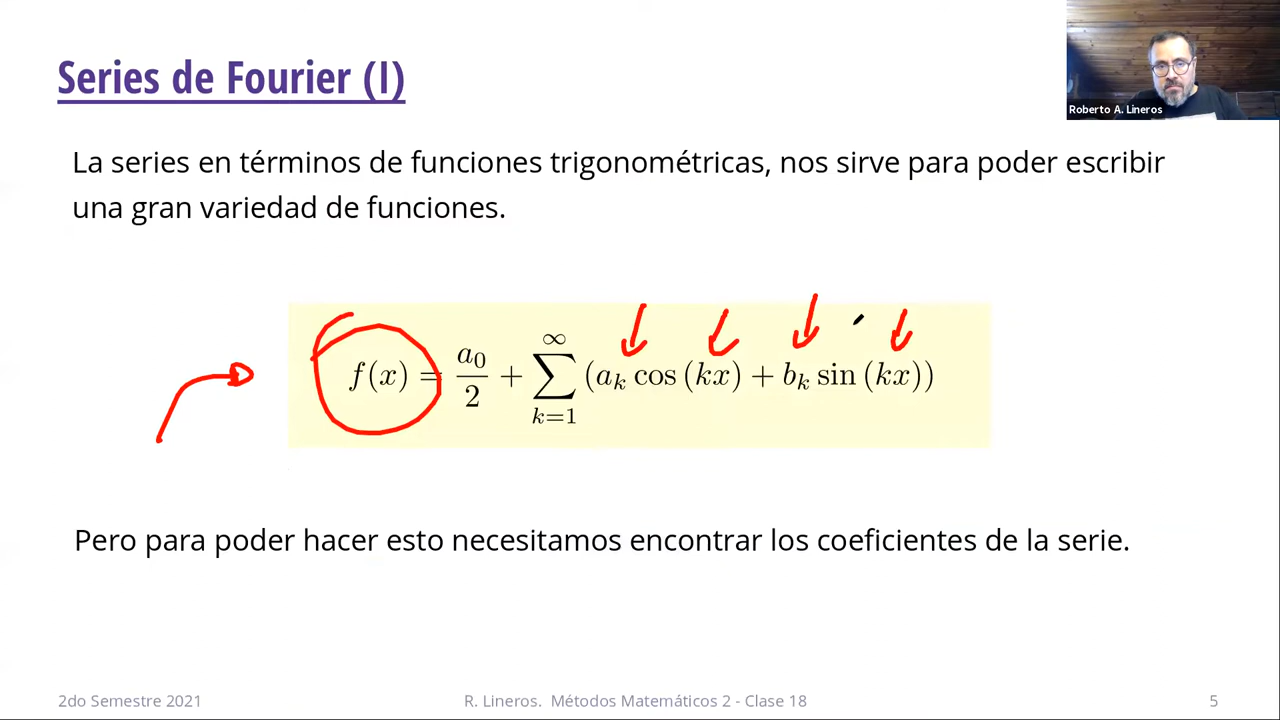 Series de Fourier (I)
Roberto A. Lineros
La series en términos de funciones trigonométricas, nos sirve para poder escribir
una gran variedad de funciones.
f(x) = \frac{a_0}{2} + \sum_{k=1}^{\infty} (a_k cos (kx) + b_k sin (kx))
Pero para poder hacer esto necesitamos encontrar los coeficientes de la serie.
2do Semestre 2021
R. Lineros. Métodos Matemáticos 2 - Clase 18
5